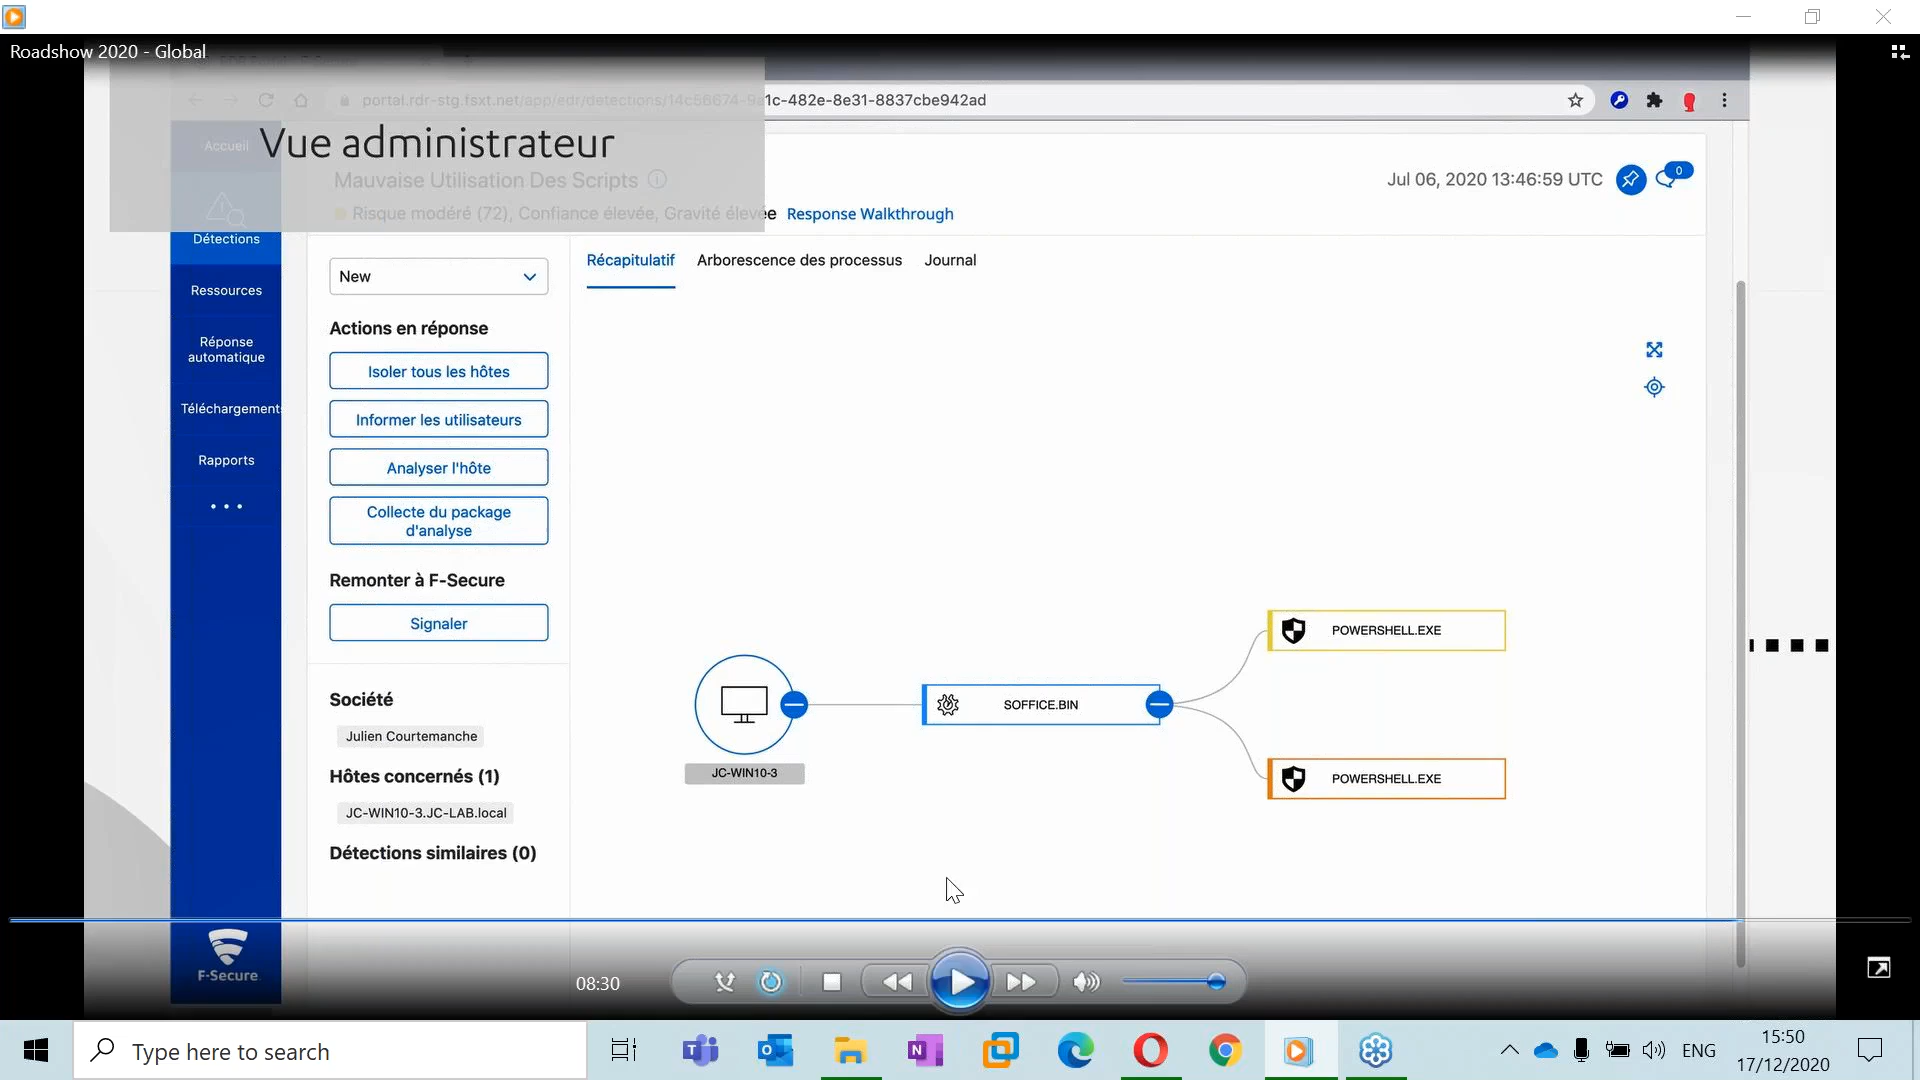 Roadshow 2020 - Global
portal.rdr-stg.fsxt.net/app/edr/detections/14c56674-9a1c-482e-8e31-8837cbe942ad
Vue administrateur
Accueil
Mauvaise Utilisation Des Scripts
Jul 06, 2020 13:46:59 UTC
0
Risque modéré (72), Confiance élevée, Gravité élevée Response Walkthrough
Détections
Ressources
Réponse
automatique
Téléchargement
Rapports
New
Actions en réponse
Isoler tous les hôtes
Informer les utilisateurs
Analyser l'hôte
Collecte du package
d'analyse
Remonter à F-Secure
Signaler
Société
Julien Courtemanche
Hôtes concernés (1)
JC-WIN10-3.JC-LAB.local
Détections similaires (0)
Récapitulatif Arborescence des processus Journal
POWERSHELL.EXE
SOFFICE.BIN
JC-WIN10-3
POWERSHELL.EXE
F-Secure
08:30
Type here to search
ENG
15:50
17/12/2020